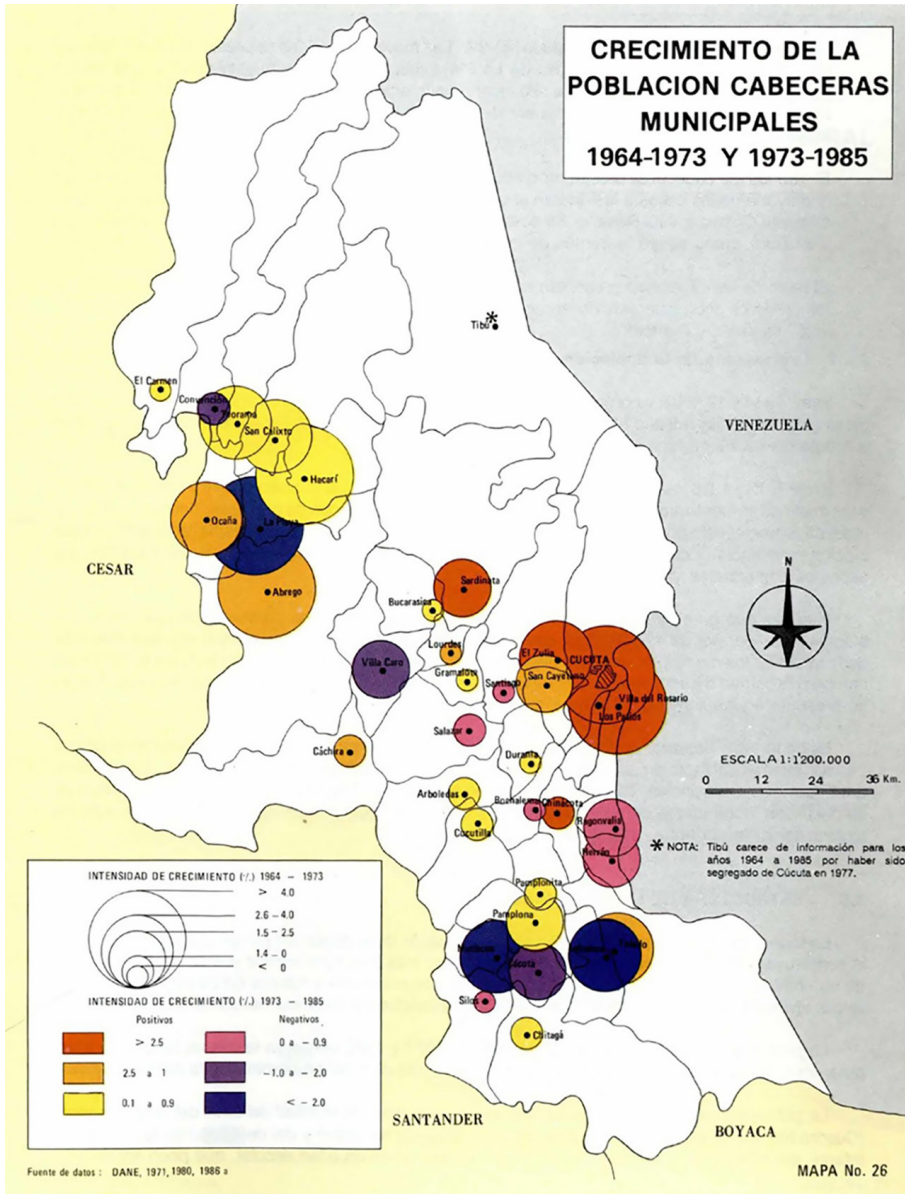 CRECIMIENTO DE LA
POBLACION CABECERAS
MUNICIPALES
1964-1973 Y 1973-1985
*
Tibú
El Carmen
Convención
Teorama
San Calixto
Hacarí
VENEZUELA
Ocaña
La Playa
CESAR
Abrego
Sardinata
Bucarasica
N
Lourdes
El Zulia
CUCUTA
Villa Caro
Gramalote
Santiago
San Cayetano
Villa del Rosario
Los Patios
Salazar
Cáchira
Durania
ESCALA 1:1'200.000
0 12 24 36 Km.
Arboledas
Bochalema
Chinácota
Cucutilla
Ragonvalia
Herrán
* NOTA: Tibú carece de información para los
años 1964 a 1985 por haber sido
segregado de Cúcuta en 1977.
Pamplonita
Pamplona
Mutiscua
Cácota
Toledo
Silos
Chitagá
INTENSIDAD DE CRECIMIENTO (%) 1964 – 1973
> 4.0
2.6 – 4.0
1.5 – 2.5
1.4 – 0
< 0
INTENSIDAD DE CRECIMIENTO (%) 1973 – 1985
Positivos Negativos
> 2.5 0 a – 0.9
2.5 a 1 –1.0 a – 2.0
0.1 a 0.9 < – 2.0
SANTANDER
BOYACA
Fuente de datos : DANE, 1971, 1980, 1986 a
MAPA No. 26